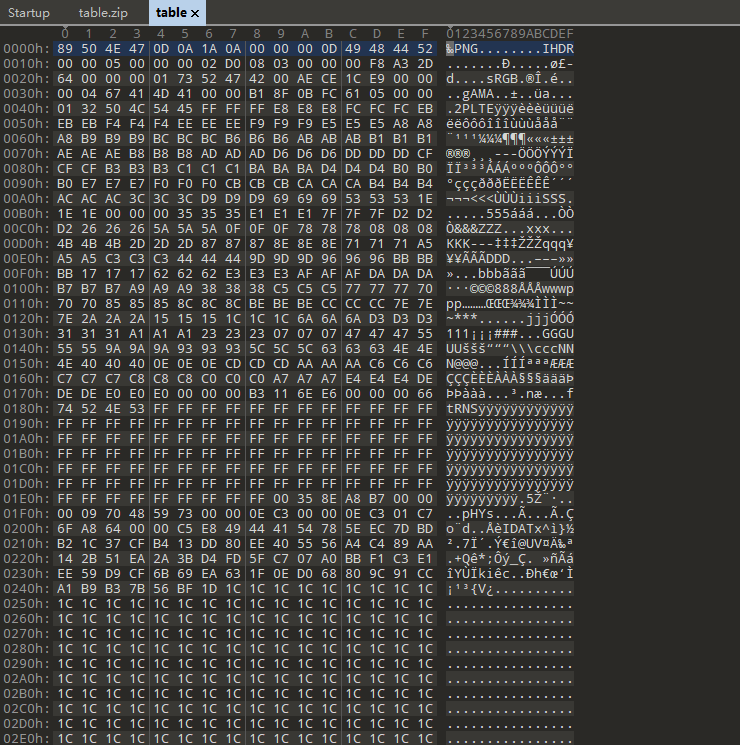 Startup table.zip table ×
0 1 2 3 4 5 6 7 8 9 A B C D E F 0123456789ABCDEF
0000h: 89 50 4E 47 0D 0A 1A 0A 00 00 00 0D 49 48 44 52 ‰PNG........IHDR
0010h: 00 00 05 00 00 00 02 D0 08 03 00 00 00 F8 A3 2D .......Ð.....ø£-
0020h: 64 00 00 00 01 73 52 47 42 00 AE CE 1C E9 00 00 d....sRGB.®Î.é..
0030h: 00 04 67 41 4D 41 00 00 B1 8F 0B FC 61 05 00 00 ..gAMA..±..üa...
0040h: 01 32 50 4C 54 45 FF FF FF E8 E8 E8 FC FC FC EB .2PLTEÿÿÿèèèüüüë
0050h: EB EB F4 F4 F4 EE EE EE F9 F9 F9 E5 E5 E5 A8 A8 ëëôôôîîîùùùååå¨¨
0060h: A8 B9 B9 B9 BC BC BC B6 B6 B6 AB AB AB B1 B1 B1 ¨¹¹¹¼¼¼¶¶¶«««±±±
0070h: AE AE AE B8 B8 B8 AD AD AD D6 D6 D6 DD DD DD CF ®®®¸¸¸---ÖÖÖÝÝÝÏ
0080h: CF CF B3 B3 B3 C1 C1 C1 BA BA BA D4 D4 D4 B0 B0 ÏÏ³³³ÁÁÁºººÔÔÔ°°
0090h: B0 E7 E7 E7 F0 F0 F0 CB CB CB CA CA CA B4 B4 B4 °çççðððËËËÊÊÊ´´´
00A0h: AC AC AC 3C 3C 3C D9 D9 D9 69 69 69 53 53 53 1E ¬¬¬<<<ÙÙÙiiiSSS.
00B0h: 1E 1E 00 00 00 35 35 35 E1 E1 E1 7F 7F 7F D2 D2 .....555ááá...ÒÒ
00C0h: D2 26 26 26 5A 5A 5A 0F 0F 0F 78 78 78 08 08 08 Ò&&&ZZZ...xxx...
00D0h: 4B 4B 4B 2D 2D 2D 87 87 87 8E 8E 8E 71 71 71 A5 KKK---‡‡‡ŽŽŽqqq¥
00E0h: A5 A5 C3 C3 C3 44 44 44 9D 9D 9D 96 96 96 BB BB ¥¥ÃÃÃDDD...–––»»
00F0h: BB 17 17 17 62 62 62 E3 E3 E3 AF AF AF DA DA DA »...bbbããã¯¯¯ÚÚÚ
0100h: B7 B7 B7 A9 A9 A9 38 38 38 C5 C5 C5 77 77 77 70 ···©©©888ÅÅÅwwwp
0110h: 70 70 85 85 85 8C 8C 8C BE BE BE CC CC CC 7E 7E pp………ŒŒŒ¾¾¾ÌÌÌ~~
0120h: 7E 2A 2A 2A 15 15 15 1C 1C 1C 6A 6A 6A D3 D3 D3 ~***......jjjÓÓÓ
0130h: 31 31 31 A1 A1 A1 23 23 23 07 07 07 47 47 47 55 111¡¡¡###...GGGU
0140h: 55 55 9A 9A 9A 93 93 93 5C 5C 5C 63 63 63 4E 4E UUššš“““\\\cccNN
0150h: 4E 40 40 40 0E 0E 0E CD CD CD AA AA AA C6 C6 C6 N@@@...ÍÍÍªªªÆÆÆ
0160h: C7 C7 C7 C8 C8 C8 C0 C0 C0 A7 A7 A7 E4 E4 E4 DE ÇÇÇÈÈÈÀÀÀ§§§äääÞ
0170h: DE DE E0 E0 E0 00 00 00 B3 11 6E E6 00 00 00 66 ÞÞààà...³.næ...f
0180h: 74 52 4E 53 FF FF FF FF FF FF FF FF FF FF FF FF tRNSÿÿÿÿÿÿÿÿÿÿÿÿ
0190h: FF FF FF FF FF FF FF FF FF FF FF FF FF FF FF FF ÿÿÿÿÿÿÿÿÿÿÿÿÿÿÿÿ
01A0h: FF FF FF FF FF FF FF FF FF FF FF FF FF FF FF FF ÿÿÿÿÿÿÿÿÿÿÿÿÿÿÿÿ
01B0h: FF FF FF FF FF FF FF FF FF FF FF FF FF FF FF FF ÿÿÿÿÿÿÿÿÿÿÿÿÿÿÿÿ
01C0h: FF FF FF FF FF FF FF FF FF FF FF FF FF FF FF FF ÿÿÿÿÿÿÿÿÿÿÿÿÿÿÿÿ
01D0h: FF FF FF FF FF FF FF FF FF FF FF FF FF FF FF FF ÿÿÿÿÿÿÿÿÿÿÿÿÿÿÿÿ
01E0h: FF FF FF FF FF FF FF FF FF FF 00 35 8E A8 B7 00 00 ÿÿÿÿÿÿÿÿÿÿ.5Ž¨·..
01F0h: 00 09 70 48 59 73 00 00 0E C3 00 00 0E C3 01 C7 ..pHYs...Ã...Ã.Ç
0200h: 6F A8 64 00 00 C5 E8 49 44 41 54 78 5E EC 7D BD o¨d..ÅèIDATx^ì}½
0210h: B2 1C 37 CF B4 13 DD 80 EE 40 55 56 A4 C4 89 AA ².7Ï´.Ý€î@UV¤Ä‰ª
0220h: 14 2B 51 EA 2A 3B D4 FD 5F C7 07 A0 BB F1 C3 E1 .+Qê*;Ôý_Ç. »ñÃá
0230h: EE 59 D9 CF 6B 69 EA 63 1F 0E D0 68 80 9C 91 CC îYÙÏkiêc..Ðh€œ‘Ì
0240h: A1 B9 B3 7B 56 BF 1D 1C 1C 1C 1C 1C 1C 1C 1C 1C ¡¹³{V¿..........
0250h: 1C 1C 1C 1C 1C 1C 1C 1C 1C 1C 1C 1C 1C 1C 1C 1C ................
0260h: 1C 1C 1C 1C 1C 1C 1C 1C 1C 1C 1C 1C 1C 1C 1C 1C ................
0270h: 1C 1C 1C 1C 1C 1C 1C 1C 1C 1C 1C 1C 1C 1C 1C 1C ................
0280h: 1C 1C 1C 1C 1C 1C 1C 1C 1C 1C 1C 1C 1C 1C 1C 1C ................
0290h: 1C 1C 1C 1C 1C 1C 1C 1C 1C 1C 1C 1C 1C 1C 1C 1C ................
02A0h: 1C 1C 1C 1C 1C 1C 1C 1C 1C 1C 1C 1C 1C 1C 1C 1C ................
02B0h: 1C 1C 1C 1C 1C 1C 1C 1C 1C 1C 1C 1C 1C 1C 1C 1C ................
02C0h: 1C 1C 1C 1C 1C 1C 1C 1C 1C 1C 1C 1C 1C 1C 1C 1C ................
02D0h: 1C 1C 1C 1C 1C 1C 1C 1C 1C 1C 1C 1C 1C 1C 1C 1C ................
02E0h: 1C 1C 1C 1C 1C 1C 1C 1C 1C 1C 1C 1C 1C 1C 1C 1C ................